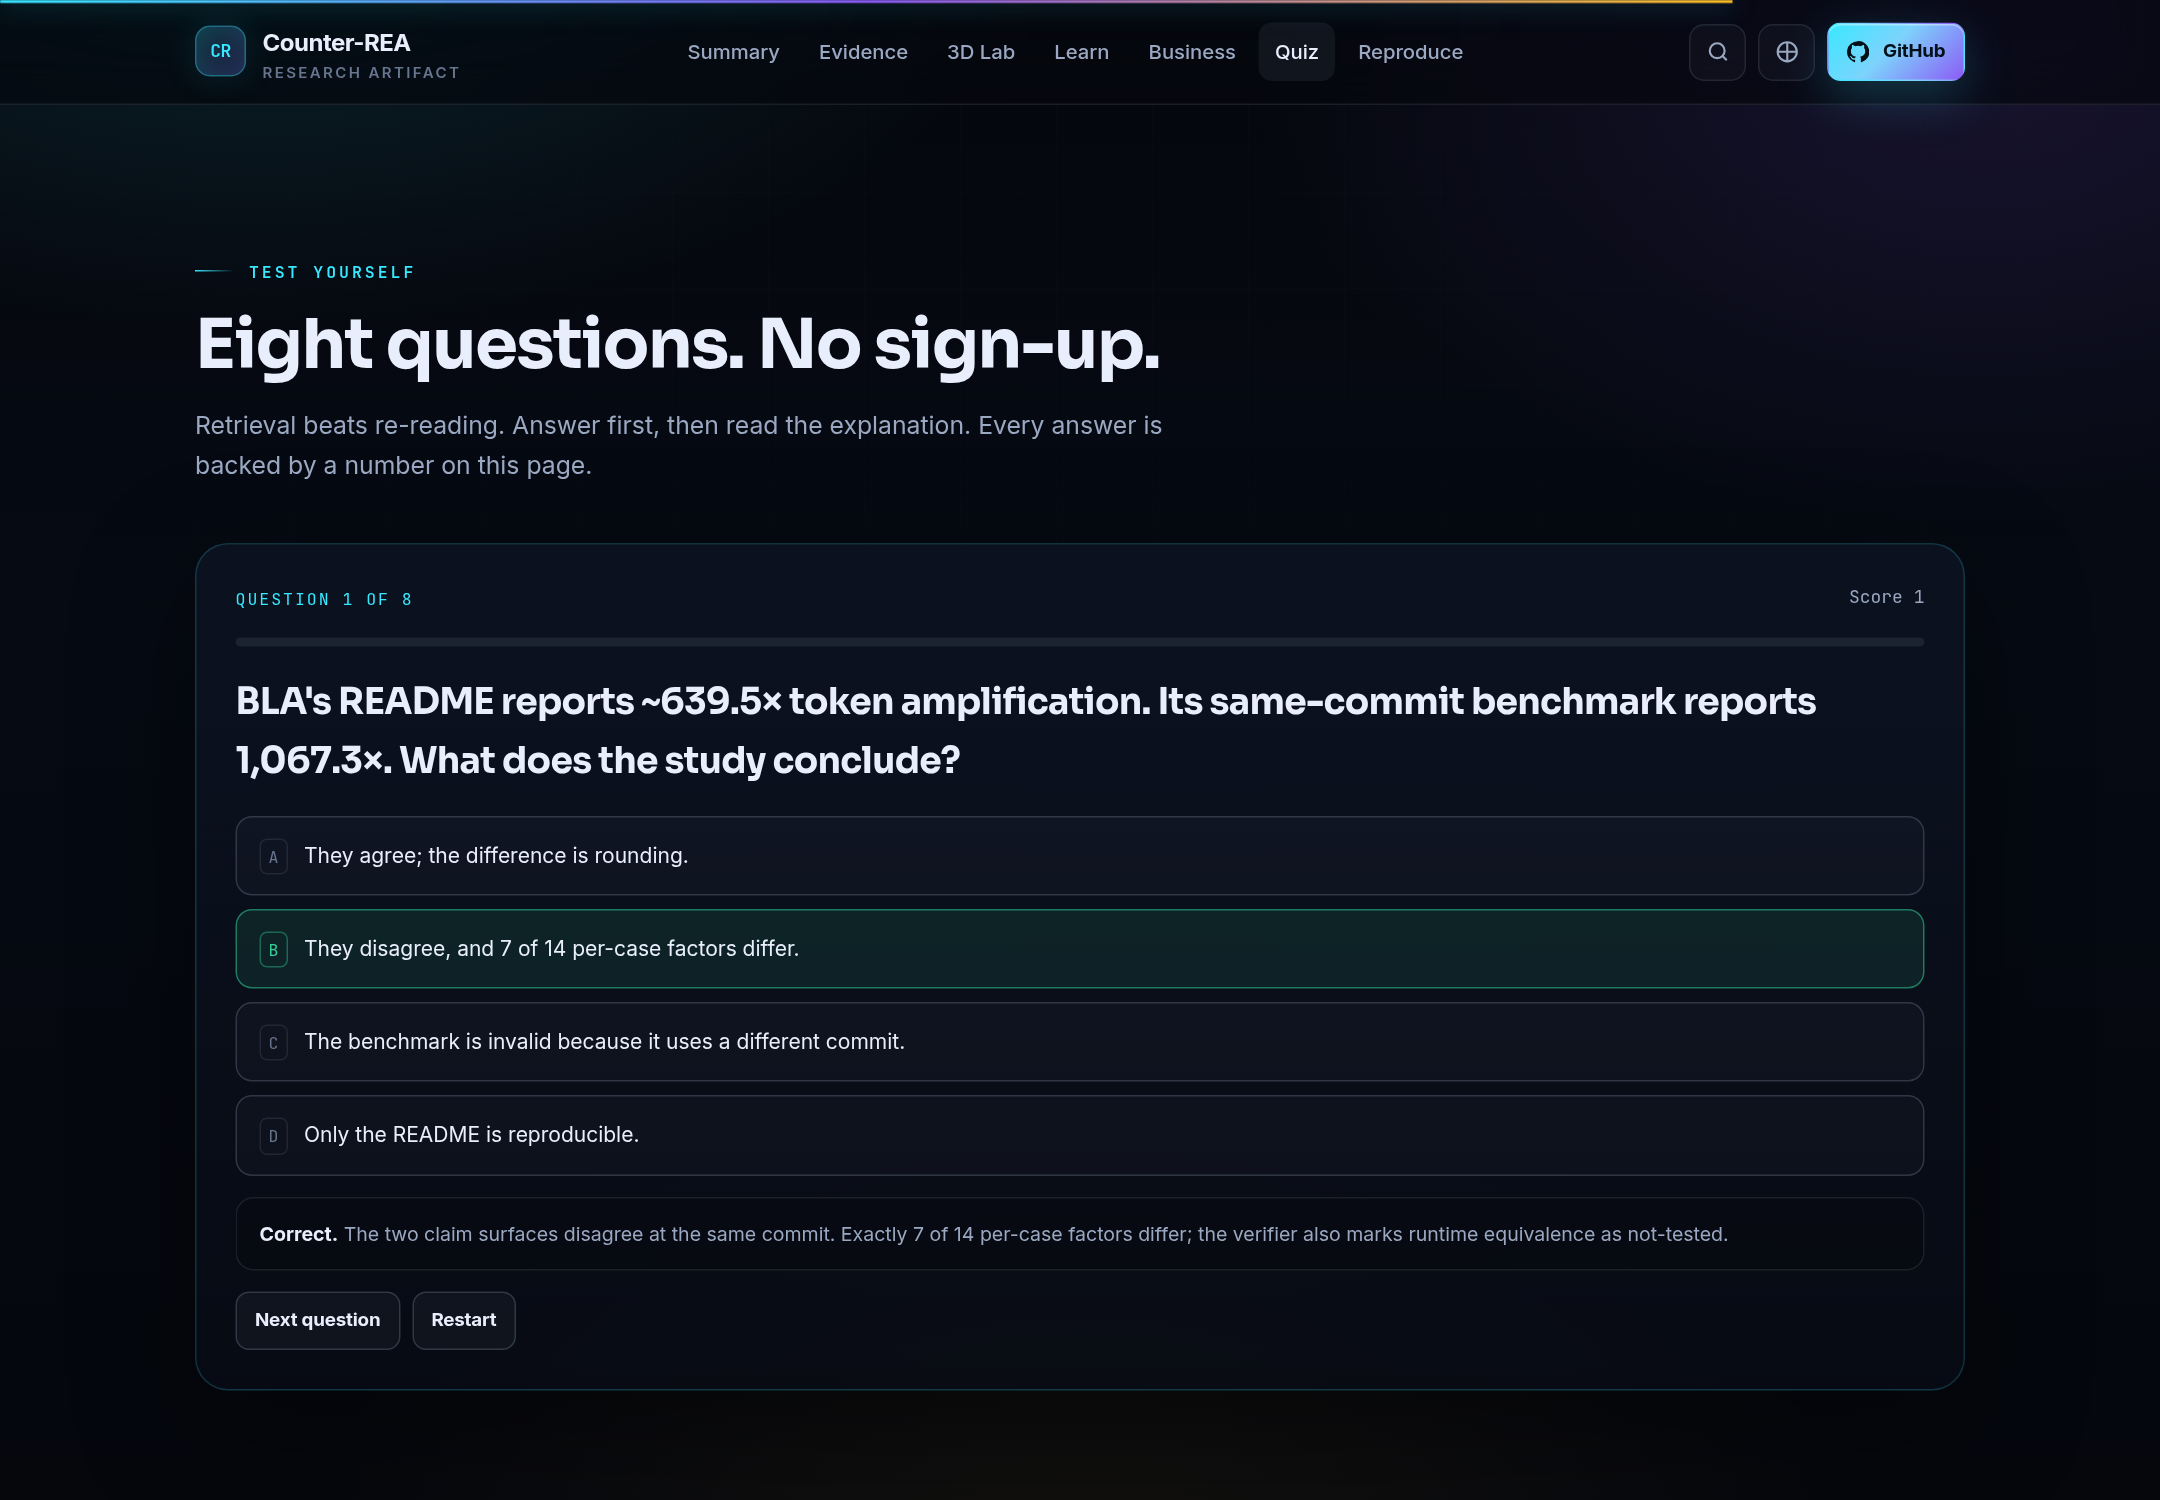 CR
Counter-REA
RESEARCH ARTIFACT
Summary
Evidence
3D Lab
Learn
Business
Quiz
Reproduce
GitHub
TEST YOURSELF
Eight questions. No sign-up.
Retrieval beats re-reading. Answer first, then read the explanation. Every answer is
backed by a number on this page.
QUESTION 1 OF 8
Score 1
BLA's README reports ~639.5× token amplification. Its same-commit benchmark reports
1,067.3×. What does the study conclude?
A They agree; the difference is rounding.
B They disagree, and 7 of 14 per-case factors differ.
C The benchmark is invalid because it uses a different commit.
D Only the README is reproducible.
Correct. The two claim surfaces disagree at the same commit. Exactly 7 of 14 per-case factors differ; the verifier also marks runtime equivalence as not-tested.
Next question
Restart